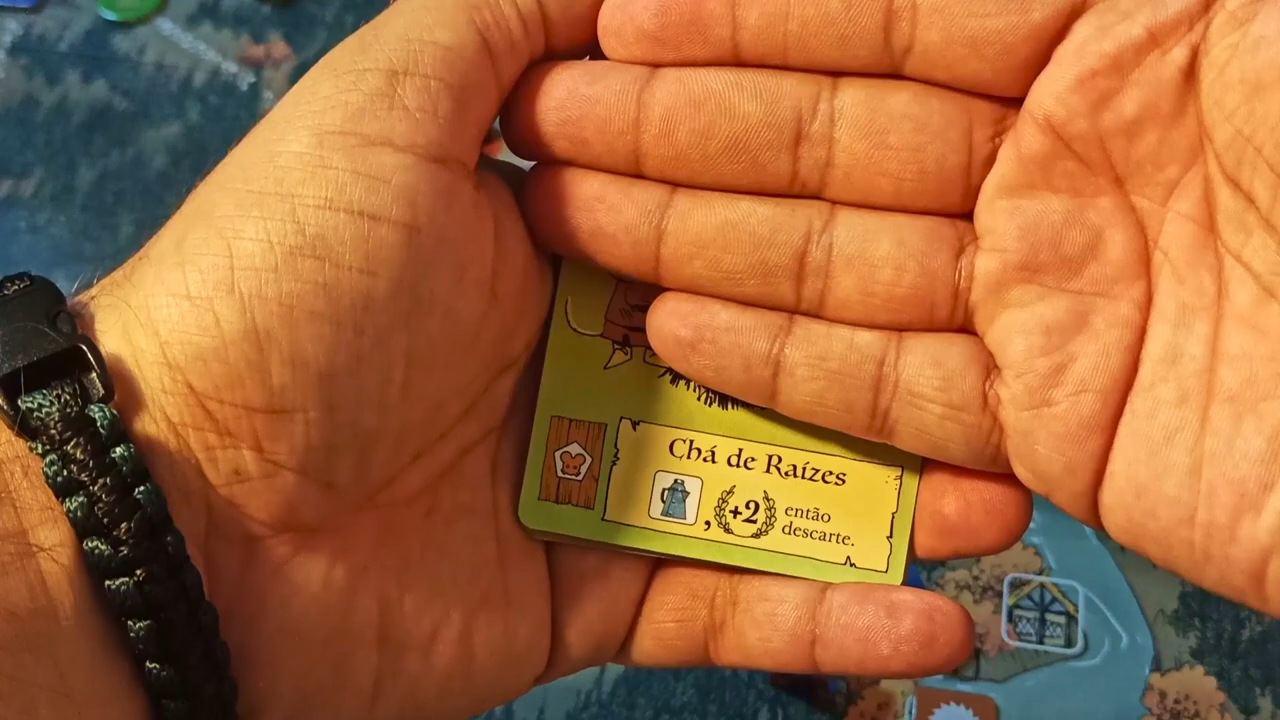 Chá de Raízes
, +2 então
descarte.